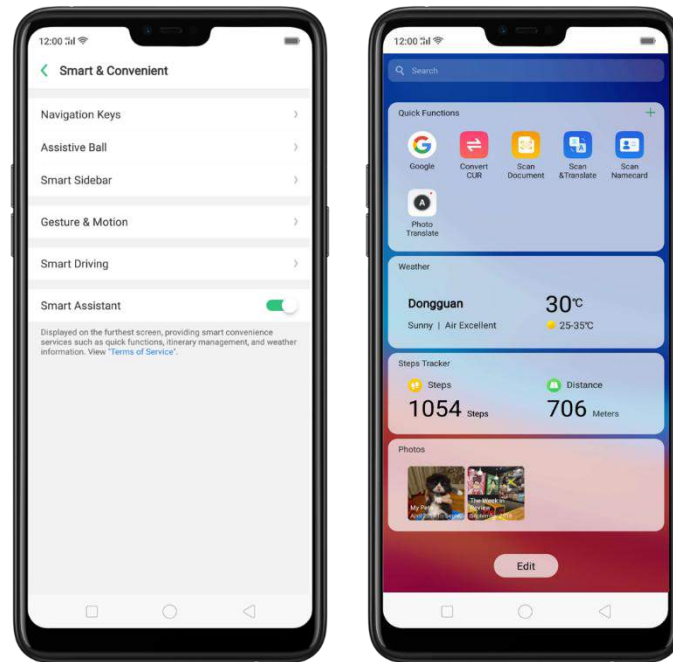 12:00
Smart & Convenient
Navigation Keys
Assistive Ball
Smart Sidebar
Gesture & Motion
Smart Driving
Smart Assistant
Displayed on the furthest screen, providing smart convenience
services such as quick functions, itinerary management, and weather
information. View "Terms of Service".
12:00
Search
Quick Functions
Google
Convert
CUR
Scan
Document
Scan
&Translate
Scan
Namecard
Photo
Translate
Weather
Dongguan
30°C
Sunny | Air Excellent
25-35°C
Steps Tracker
Steps
Distance
1054 Steps
706 Meters
Photos
My Pets
The Week in
Review
Edit